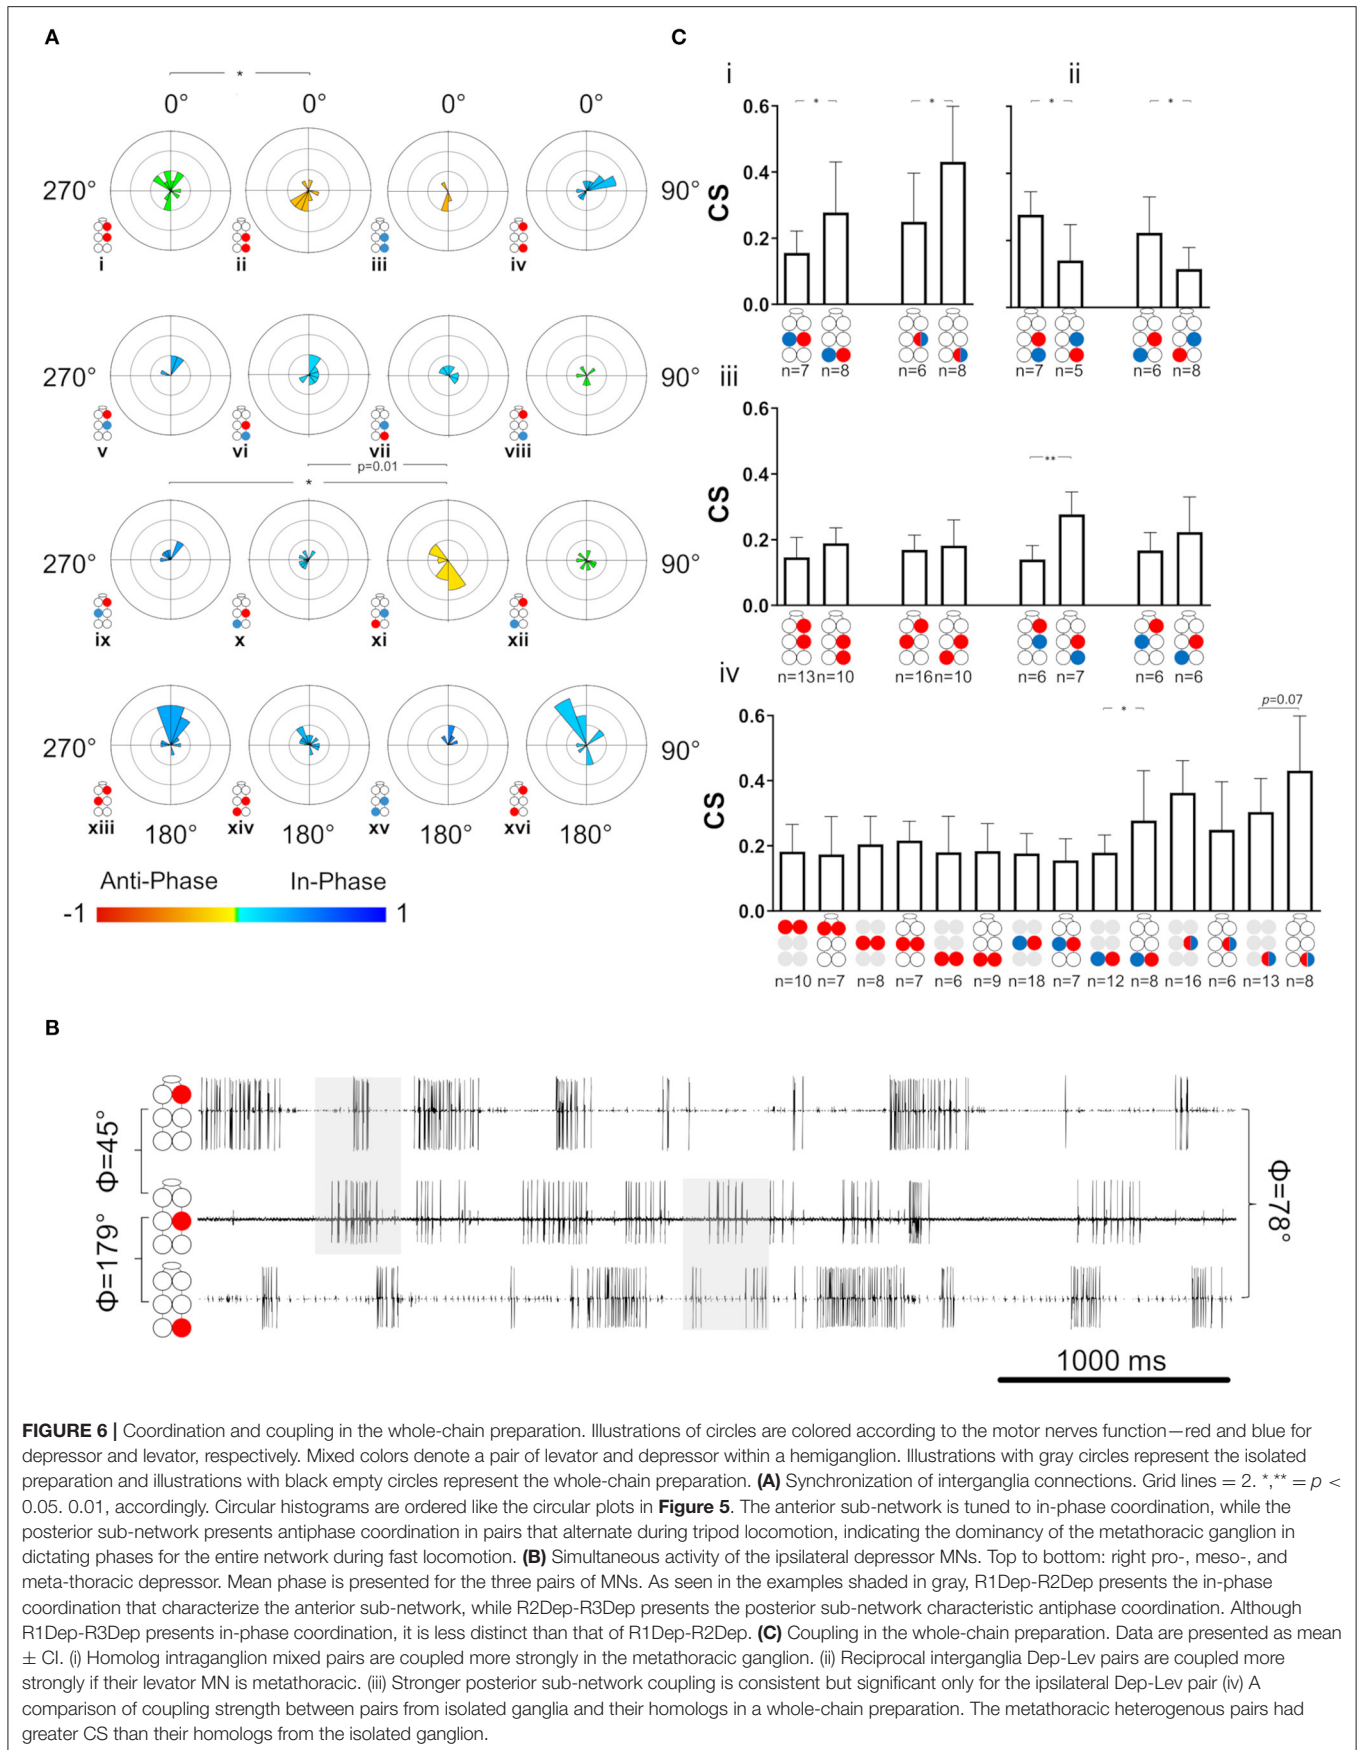 A
*
0° 0° 0° 0°
270° 90°
i ii iii iv
270° 90°
v vi vii viii
p=0.01
*
270° 90°
ix x xi xii
270° 90°
xiii xiv xv xvi
180° 180° 180° 180°
Anti-Phase In-Phase
-1 1
C
i ii
0.6
0.4
0.2
0.0
CS
* * * *
n=7 n=8 n=6 n=8 n=7 n=5 n=6 n=8
iii
0.6
0.4
0.2
0.0
CS
**
n=13 n=10 n=16 n=10 n=6 n=7 n=6 n=6
iv
0.6
0.4
0.2
0.0
CS
* p=0.07
n=10 n=7 n=8 n=7 n=6 n=9 n=18 n=7 n=12 n=8 n=16 n=6 n=13 n=8
B
Φ=45°
Φ=179°
Φ=78°
1000 ms
FIGURE 6 | Coordination and coupling in the whole-chain preparation. Illustrations of circles are colored according to the motor nerves function—red and blue for
depressor and levator, respectively. Mixed colors denote a pair of levator and depressor within a hemiganglion. Illustrations with gray circles represent the isolated
preparation and illustrations with black empty circles represent the whole-chain preparation. (A) Synchronization of interganglia connections. Grid lines = 2. *,** = p <
0.05. 0.01, accordingly. Circular histograms are ordered like the circular plots in Figure 5. The anterior sub-network is tuned to in-phase coordination, while the
posterior sub-network presents antiphase coordination in pairs that alternate during tripod locomotion, indicating the dominancy of the metathoracic ganglion in
dictating phases for the entire network during fast locomotion. (B) Simultaneous activity of the ipsilateral depressor MNs. Top to bottom: right pro-, meso-, and
meta-thoracic depressor. Mean phase is presented for the three pairs of MNs. As seen in the examples shaded in gray, R1Dep-R2Dep presents the in-phase
coordination that characterize the anterior sub-network, while R2Dep-R3Dep presents the posterior sub-network characteristic antiphase coordination. Although
R1Dep-R3Dep presents in-phase coordination, it is less distinct than that of R1Dep-R2Dep. (C) Coupling in the whole-chain preparation. Data are presented as mean
± CI. (i) Homolog intraganglion mixed pairs are coupled more strongly in the metathoracic ganglion. (ii) Reciprocal interganglia Dep-Lev pairs are coupled more
strongly if their levator MN is metathoracic. (iii) Stronger posterior sub-network coupling is consistent but significant only for the ipsilateral Dep-Lev pair (iv) A
comparison of coupling strength between pairs from isolated ganglia and their homologs in a whole-chain preparation. The metathoracic heterogenous pairs had
greater CS than their homologs from the isolated ganglion.